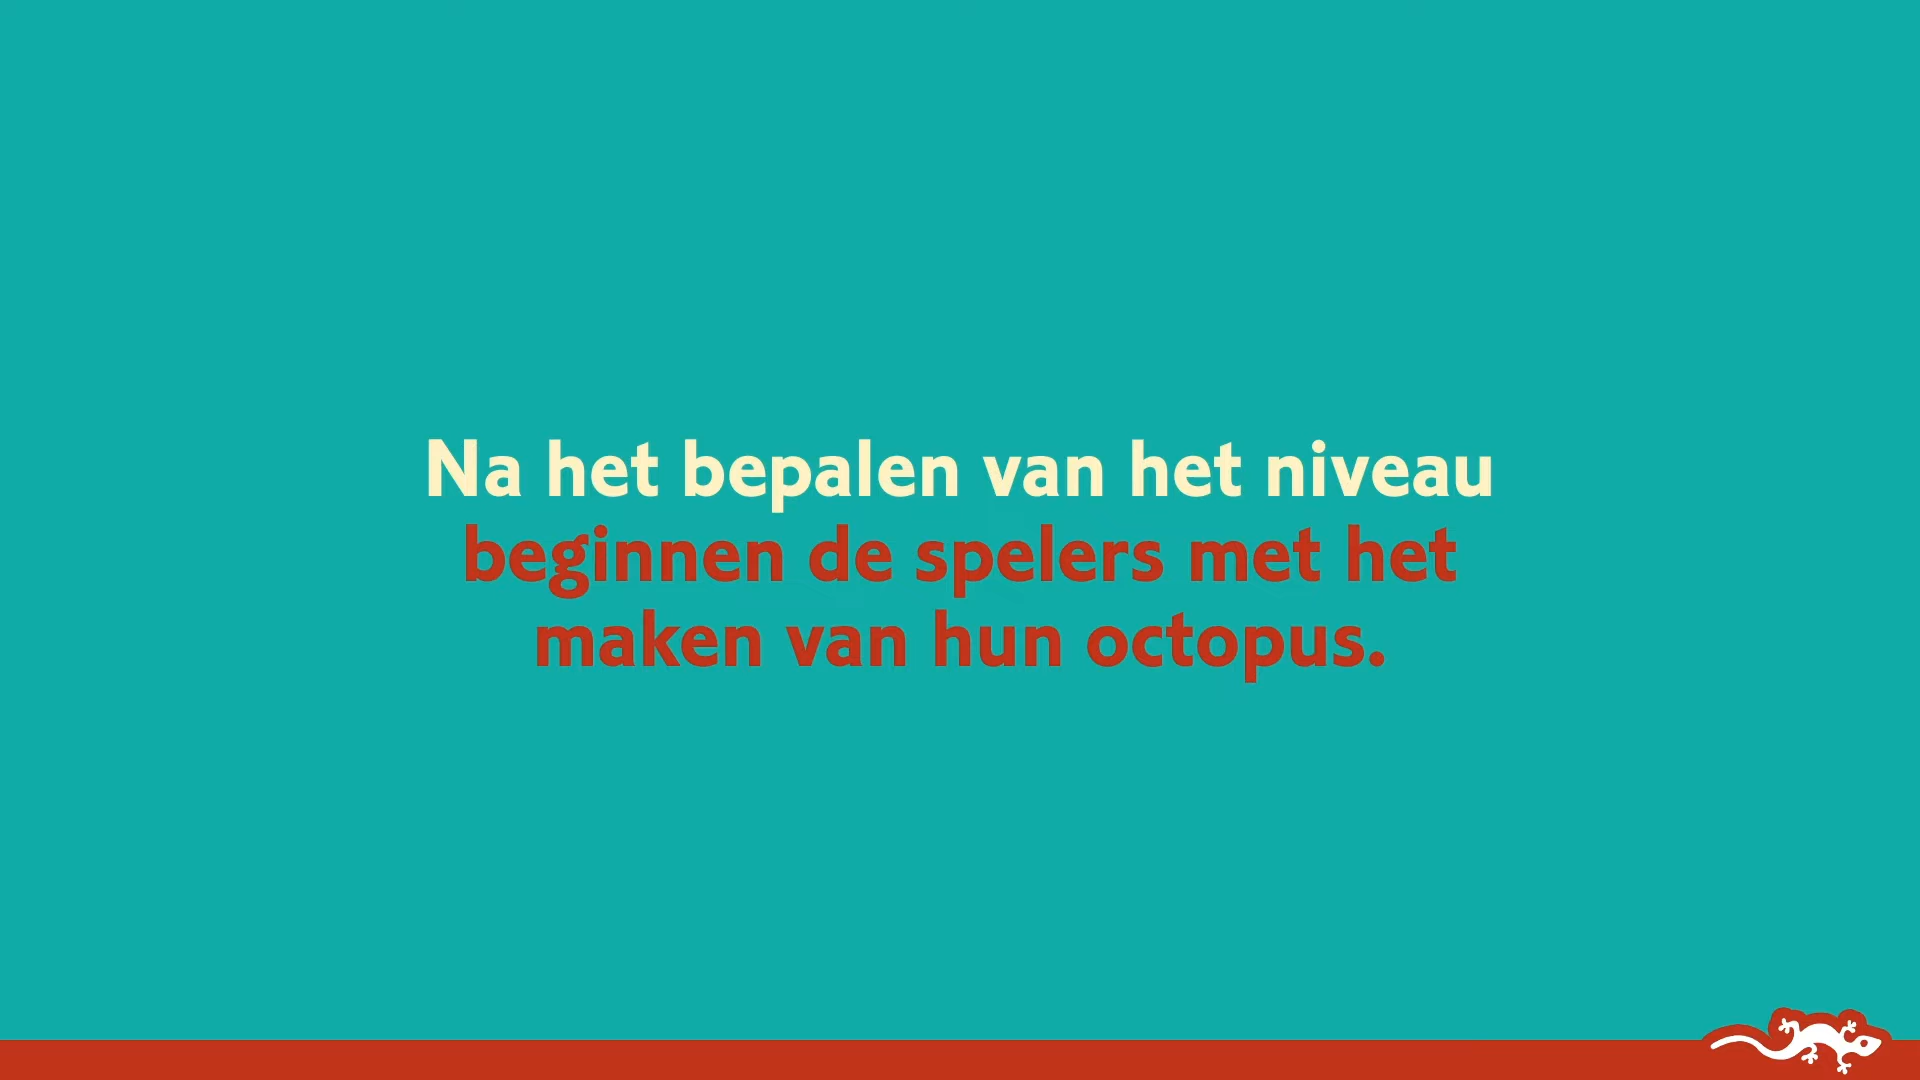 Na het bepalen van het niveau
beginnen de spelers met het
maken van hun octopus.